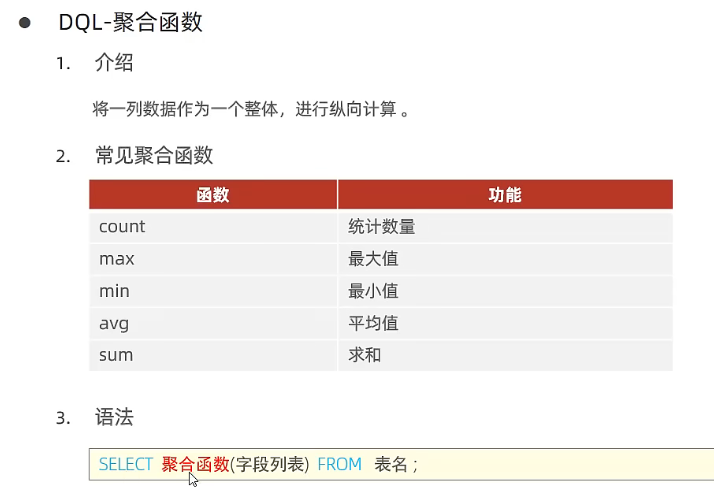 ● DQL-聚合函数
1. 介绍
将一列数据作为一个整体，进行纵向计算 。
2. 常见聚合函数
函数 功能
count 统计数量
max 最大值
min 最小值
avg 平均值
sum 求和
3. 语法
SELECT 聚合函数(字段列表) FROM 表名 ;